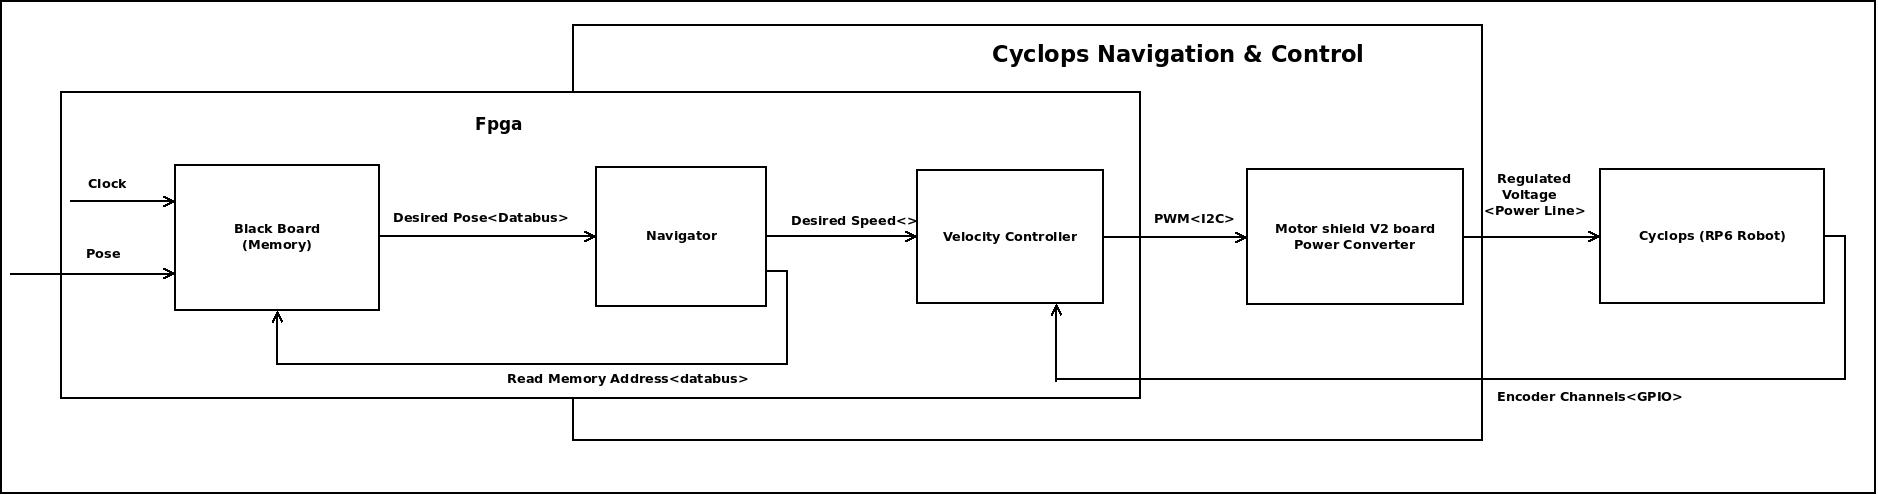 Cyclops Navigation & Control
Fpga
Clock
Pose
Black Board
(Memory)
Desired Pose<Databus>
Navigator
Desired Speed<>
Velocity Controller
PWM<I2C>
Motor shield V2 board
Power Converter
Regulated
Voltage
<Power Line>
Cyclops (RP6 Robot)
Read Memory Address<databus>
Encoder Channels<GPIO>